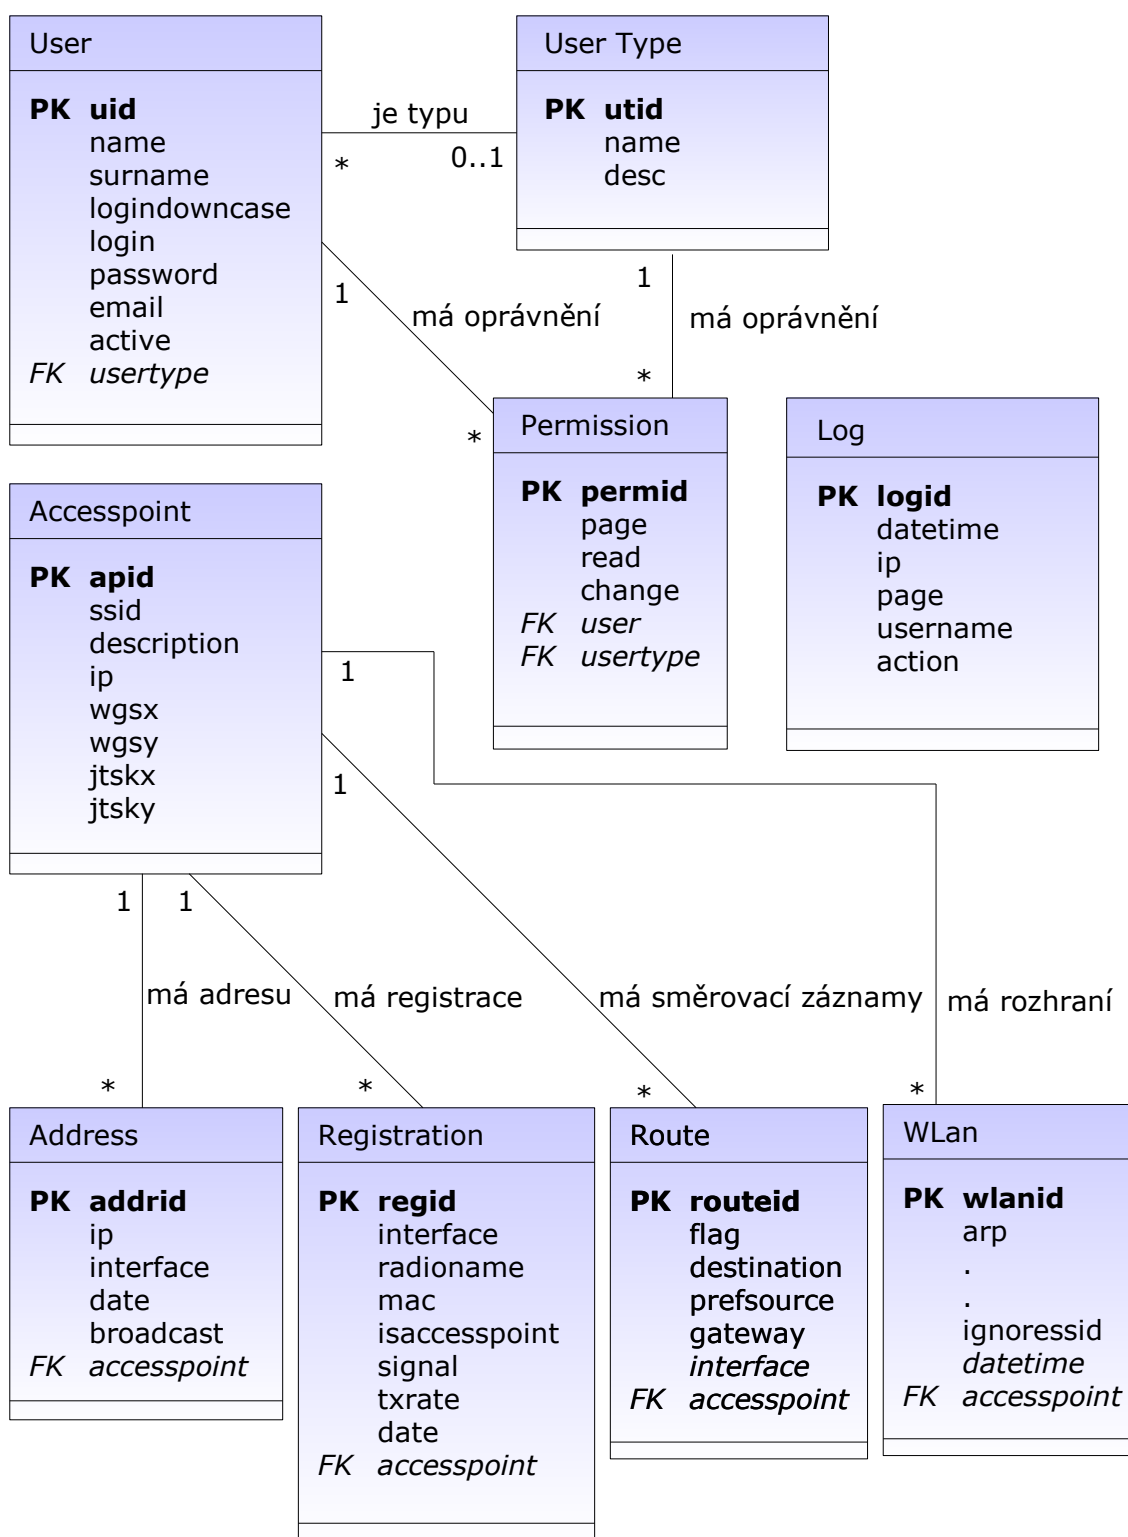 User
PK uid
name
surname
logindowncase
login
password
email
active
FK usertype
je typu
*
0..1
User Type
PK utid
name
desc
1
má oprávnění
*
1
má oprávnění
*
Permission
PK permid
page
read
change
FK user
FK usertype
Log
PK logid
datetime
ip
page
username
action
Accesspoint
PK apid
ssid
description
ip
wgsx
wgsy
jtskx
jtsky
1
1
1
1
má adresu
má registrace
má směrovací záznamy
má rozhraní
*
*
*
*
Address
PK addrid
ip
interface
date
broadcast
FK accesspoint
Registration
PK regid
interface
radioname
mac
isaccesspoint
signal
txrate
date
FK accesspoint
Route
PK routeid
flag
destination
prefsource
gateway
interface
FK accesspoint
WLan
PK wlanid
arp
.
.
ignoressid
datetime
FK accesspoint